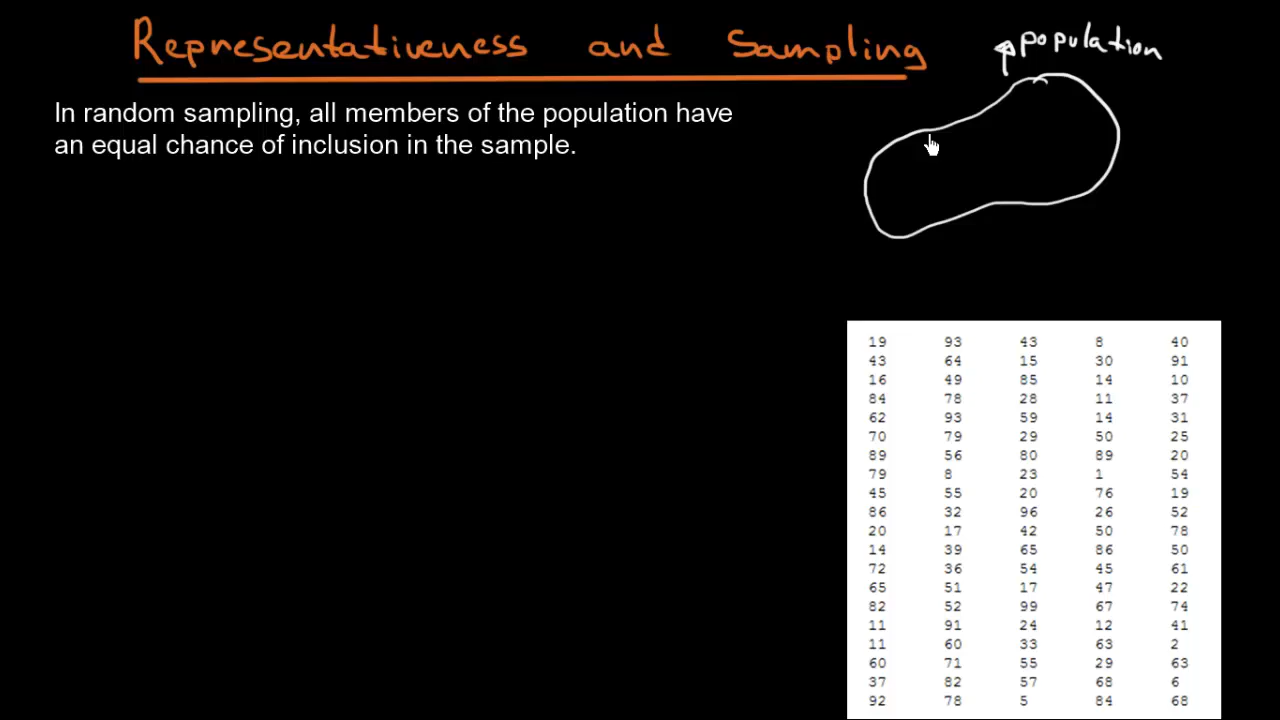 Representativeness and Sampling
population
In random sampling, all members of the population have
an equal chance of inclusion in the sample.
19 93 43 8 40
43 64 15 30 91
16 49 85 14 10
84 78 28 11 37
62 93 59 14 31
70 79 29 50 25
89 56 80 89 20
79 8 23 1 54
45 55 20 76 19
86 32 96 26 52
20 17 42 50 78
14 39 65 86 50
72 36 54 45 61
65 51 17 47 22
82 52 99 67 74
11 91 24 12 41
11 60 33 63 2
60 71 55 29 63
37 82 57 68 6
92 78 5 84 68